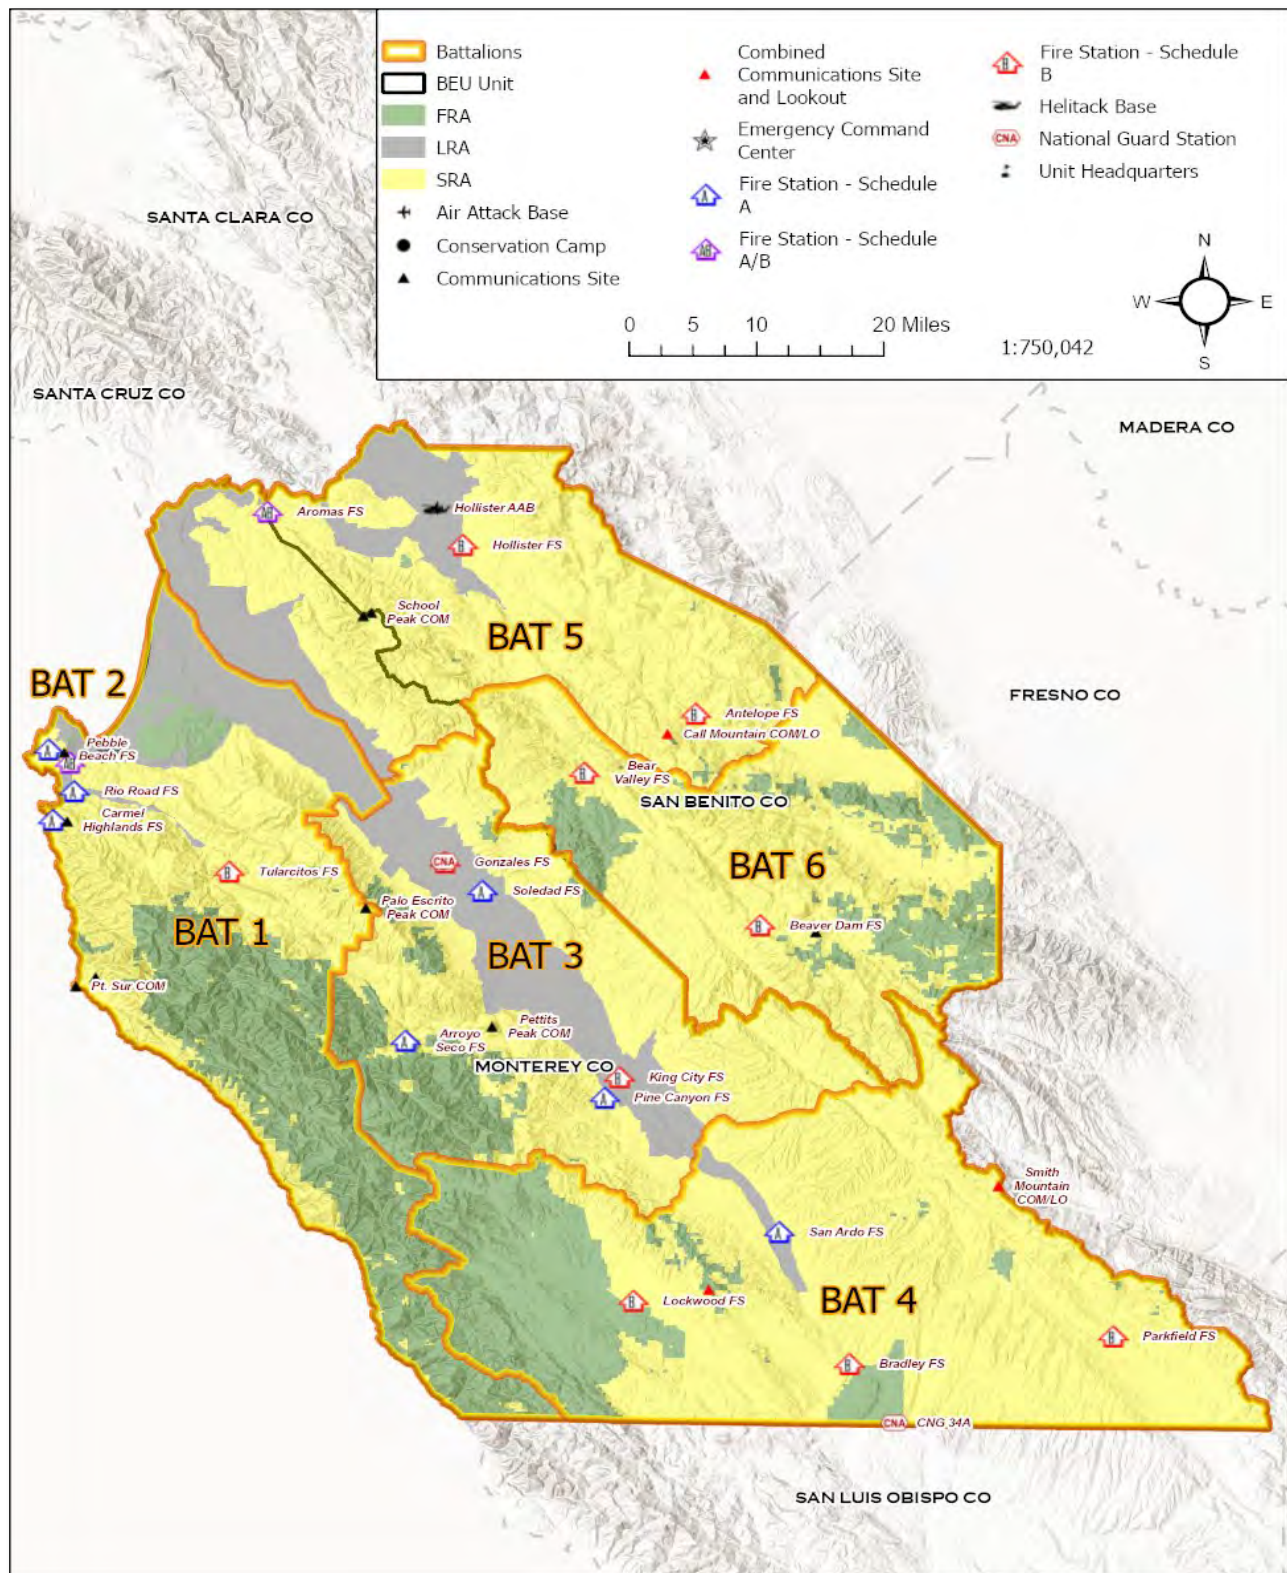 Battalions
BEU Unit
FRA
LRA
SRA
Air Attack Base
Conservation Camp
Communications Site
Combined
Communications Site
and Lookout
Emergency Command
Center
A
Fire Station - Schedule
A
AB
Fire Station - Schedule
A/B
B
Fire Station - Schedule
B
Helitack Base
CNA
National Guard Station
Unit Headquarters
0 5 10 20 Miles
1:750,042
N
W E
S
SANTA CLARA CO
SANTA CRUZ CO
MADERA CO
AB
Aromas FS
Hollister AAB
B
Hollister FS
School
Peak COM
BAT 5
BAT 2
FRESNO CO
B
Antelope FS
Call Mountain COM/LO
A
Pebble
Beach FS
AB
B
Bear
Valley FS
A
Rio Road FS
SAN BENITO CO
A
Carmel
Highlands FS
CNA
Gonzales FS
BAT 6
B
Tularcitos FS
A
Soledad FS
Palo Escrito
Peak COM
BAT 1
B
Beaver Dam FS
BAT 3
Pt. Sur COM
Pettits
Peak COM
A
Arroyo
Seco FS
MONTEREY CO
B
King City FS
A
Pine Canyon FS
Smith
Mountain
COM/LO
A
San Ardo FS
B
Lockwood FS
BAT 4
B
Parkfield FS
B
Bradley FS
CNA
CNG 34A
SAN LUIS OBISPO CO